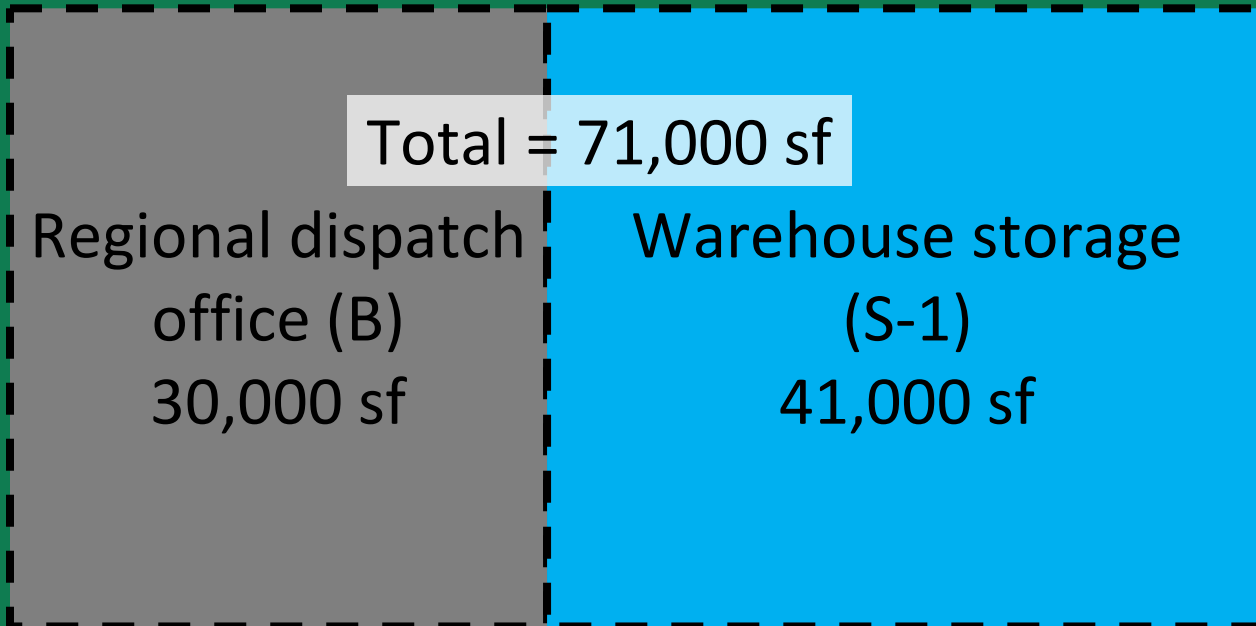 Total = 71,000 sf
Regional dispatch
office (B)
30,000 sf
Warehouse storage
(S-1)
41,000 sf